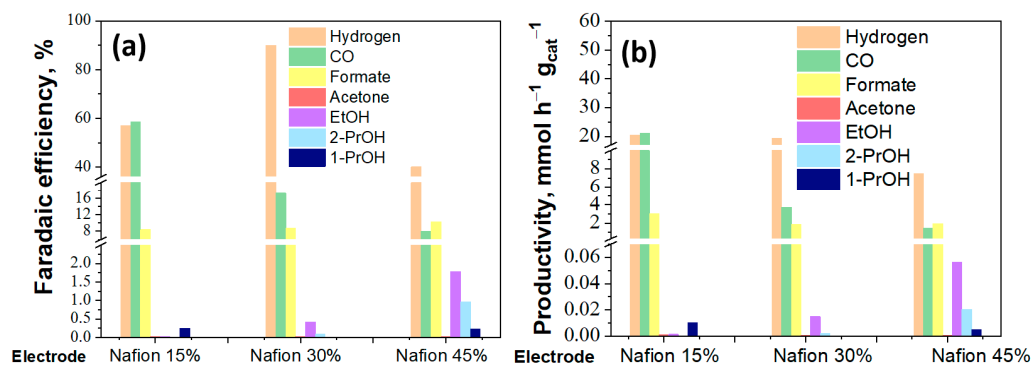 (a)
Faradaic efficiency, %
100
80
60
40
16
12
8
2.0
1.5
1.0
0.5
0.0
Hydrogen
CO
Formate
Acetone
EtOH
2-PrOH
1-PrOH
Electrode Nafion 15% Nafion 30% Nafion 45%
(b)
Productivity, mmol h⁻¹ gcat⁻¹
60
50
40
30
20
8
6
4
2
0.06
0.04
0.02
0.00
Hydrogen
CO
Formate
Acetone
EtOH
2-PrOH
1-PrOH
Electrode Nafion 15% Nafion 30% Nafion 45%